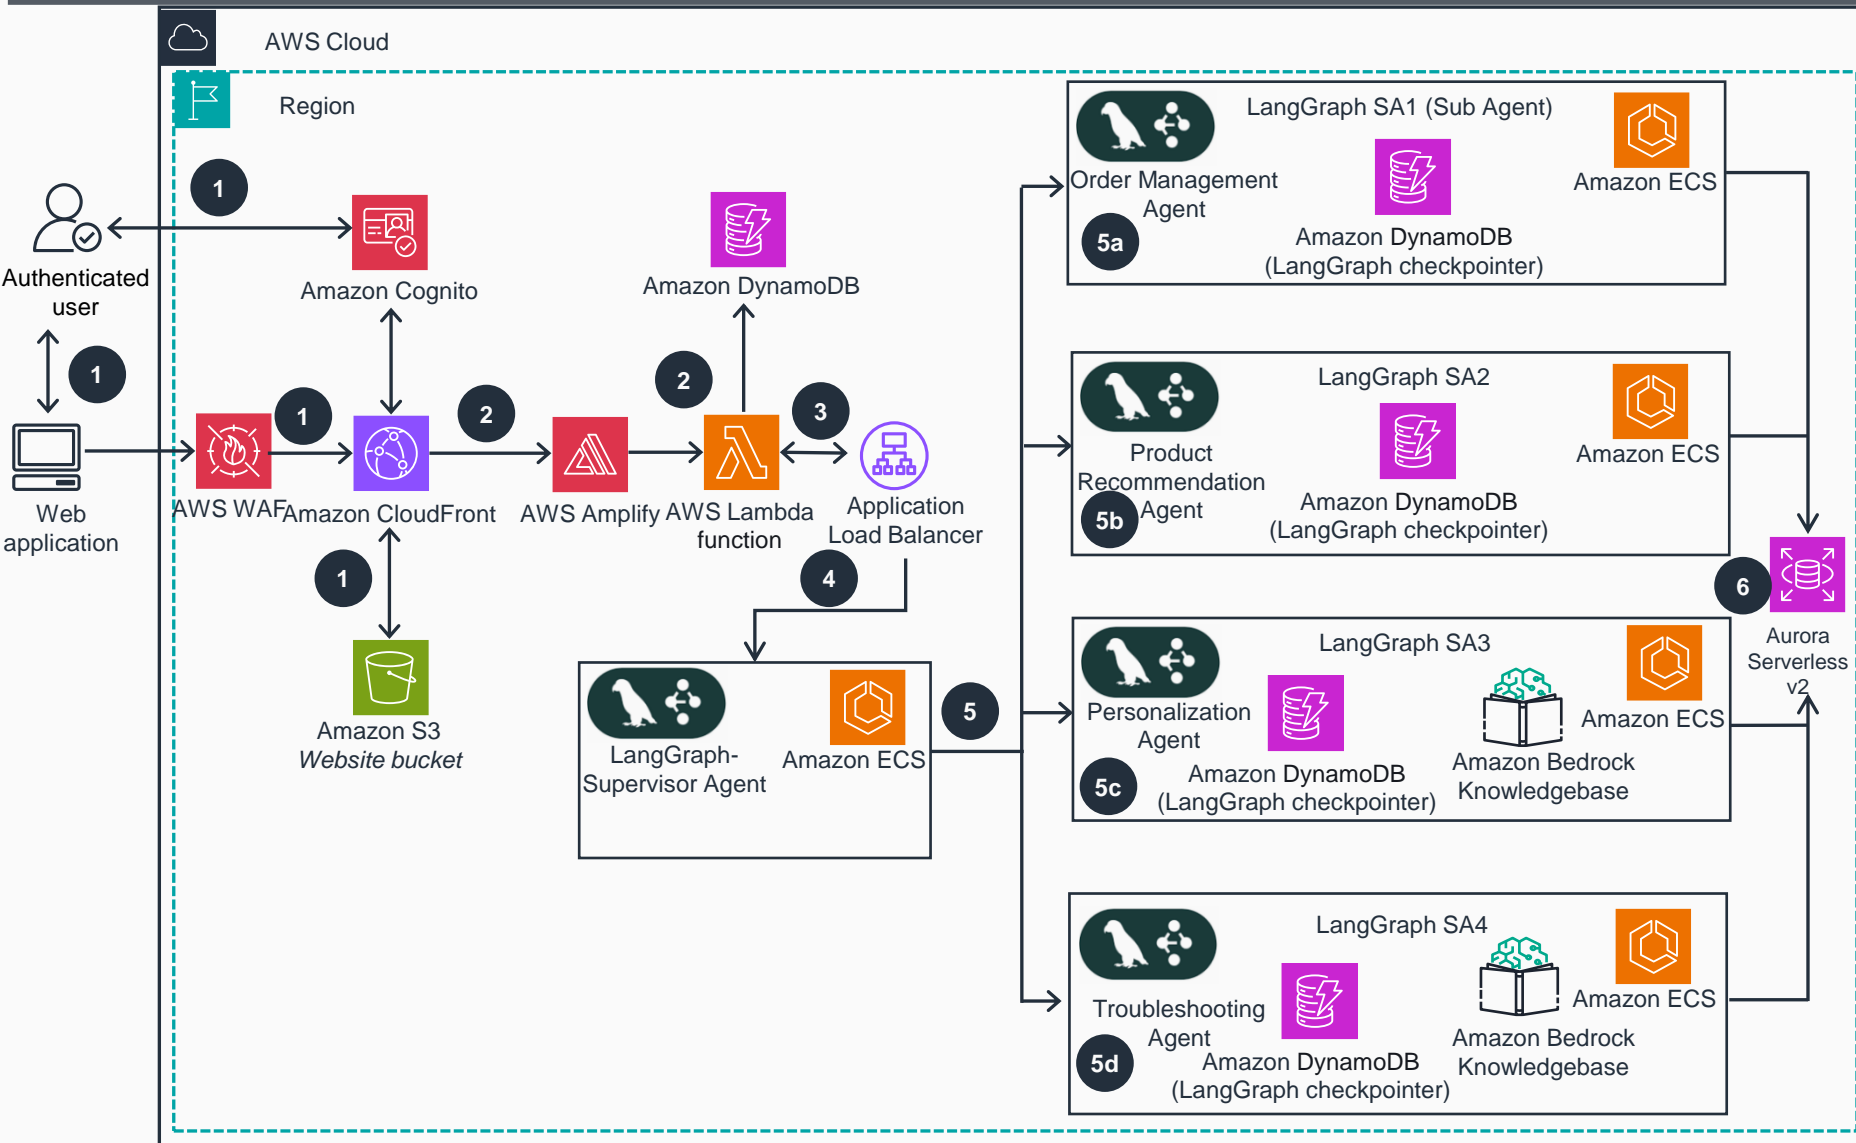 AWS Cloud
Region
1
Authenticated
user
1
Web
application
Amazon Cognito
AWS WAF
1
Amazon CloudFront
1
Amazon S3
Website bucket
2
AWS Amplify
Amazon DynamoDB
2
AWS Lambda
function
3
Application
Load Balancer
4
LangGraph-
Supervisor Agent
Amazon ECS
5
LangGraph SA1 (Sub Agent)
Order Management
Agent
5a
Amazon DynamoDB
(LangGraph checkpointer)
Amazon ECS
LangGraph SA2
Product
Recommendation
Agent
5b
Amazon DynamoDB
(LangGraph checkpointer)
Amazon ECS
LangGraph SA3
Personalization
Agent
5c
Amazon DynamoDB
(LangGraph checkpointer)
Amazon Bedrock
Knowledgebase
Amazon ECS
LangGraph SA4
Troubleshooting
Agent
5d
Amazon DynamoDB
(LangGraph checkpointer)
Amazon Bedrock
Knowledgebase
Amazon ECS
6
Aurora
Serverless
v2